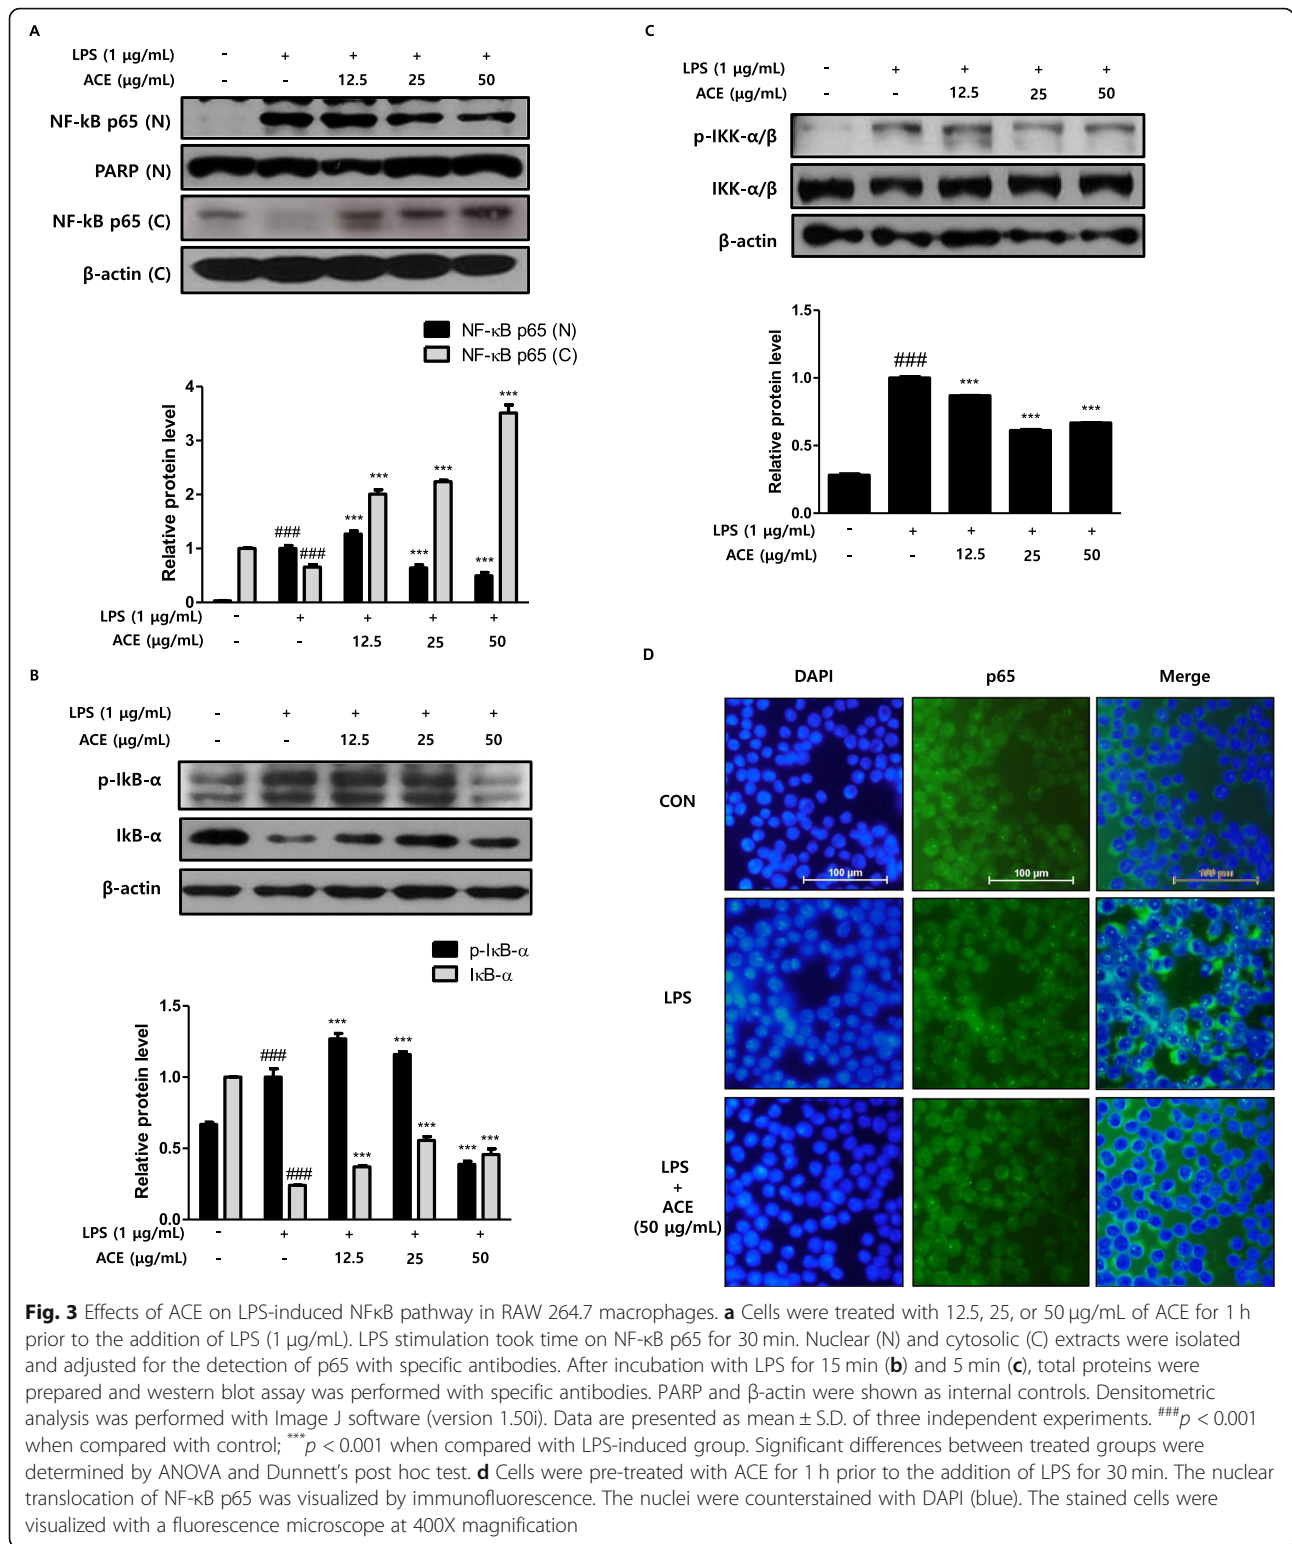 A
LPS (1 µg/mL) - + + + +
ACE (µg/mL) - - 12.5 25 50
NF-kB p65 (N)
PARP (N)
NF-kB p65 (C)
β-actin (C)
NF-κB p65 (N)
NF-κB p65 (C)
Relative protein level
4
3
2
1
0
### ### *** *** *** *** *** ***
LPS (1 µg/mL) - + + + +
ACE (µg/mL) - - 12.5 25 50
B
LPS (1 µg/mL) - + + + +
ACE (µg/mL) - - 12.5 25 50
p-IkB-α
IkB-α
β-actin
p-IκB-α
IκB-α
Relative protein level
1.5
1.0
0.5
0.0
### ### *** *** *** *** *** ***
LPS (1 µg/mL) - + + + +
ACE (µg/mL) - - 12.5 25 50
C
LPS (1 µg/mL) - + + + +
ACE (µg/mL) - - 12.5 25 50
p-IKK-α/β
IKK-α/β
β-actin
Relative protein level
1.5
1.0
0.5
0.0
### *** *** ***
LPS (1 µg/mL) - + + + +
ACE (µg/mL) - - 12.5 25 50
D
DAPI p65 Merge
CON
100 µm 100 µm 100 µm
LPS
LPS
+
ACE
(50 µg/mL)
Fig. 3 Effects of ACE on LPS-induced NFκB pathway in RAW 264.7 macrophages. a Cells were treated with 12.5, 25, or 50 µg/mL of ACE for 1 h
prior to the addition of LPS (1 µg/mL). LPS stimulation took time on NF-κB p65 for 30 min. Nuclear (N) and cytosolic (C) extracts were isolated
and adjusted for the detection of p65 with specific antibodies. After incubation with LPS for 15 min (b) and 5 min (c), total proteins were
prepared and western blot assay was performed with specific antibodies. PARP and β-actin were shown as internal controls. Densitometric
analysis was performed with Image J software (version 1.50i). Data are presented as mean ± S.D. of three independent experiments. ###p < 0.001
when compared with control; ***p < 0.001 when compared with LPS-induced group. Significant differences between treated groups were
determined by ANOVA and Dunnett's post hoc test. d Cells were pre-treated with ACE for 1 h prior to the addition of LPS for 30 min. The nuclear
translocation of NF-κB p65 was visualized by immunofluorescence. The nuclei were counterstained with DAPI (blue). The stained cells were
visualized with a fluorescence microscope at 400X magnification